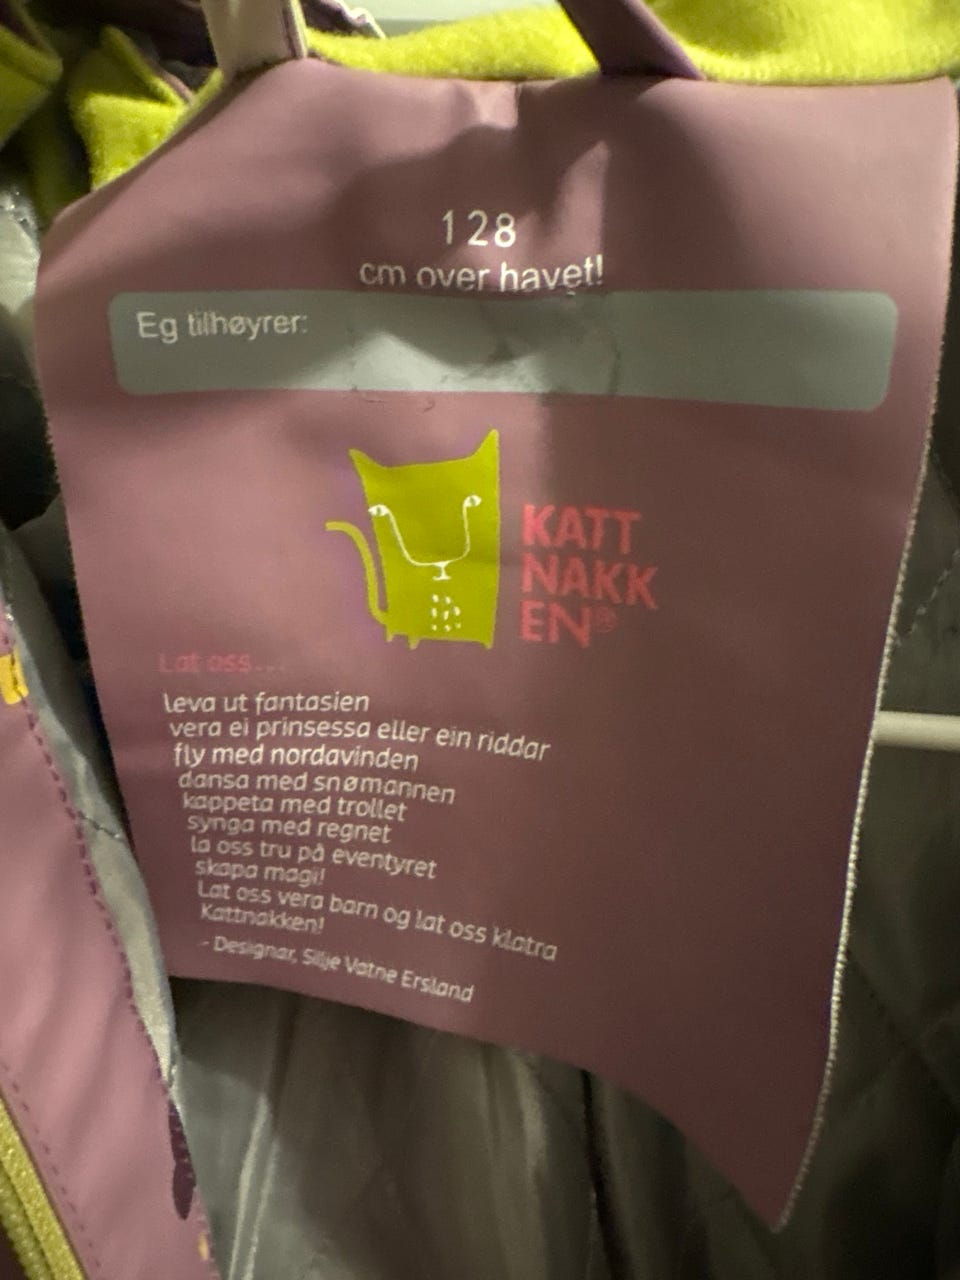 128
cm over havet!
Eg tilhøyrer:
KATT
NAKK
EN®
Lat oss...
leva ut fantasien
vera ei prinsessa eller ein riddar
fly med nordavinden
dansa med snømannen
kappeta med trollet
synga med regnet
la oss tru på eventyret
skapa magi!
Lat oss vera barn og lat oss klatra
Kattnakken!
- Designar, Silje Vatne Ersland